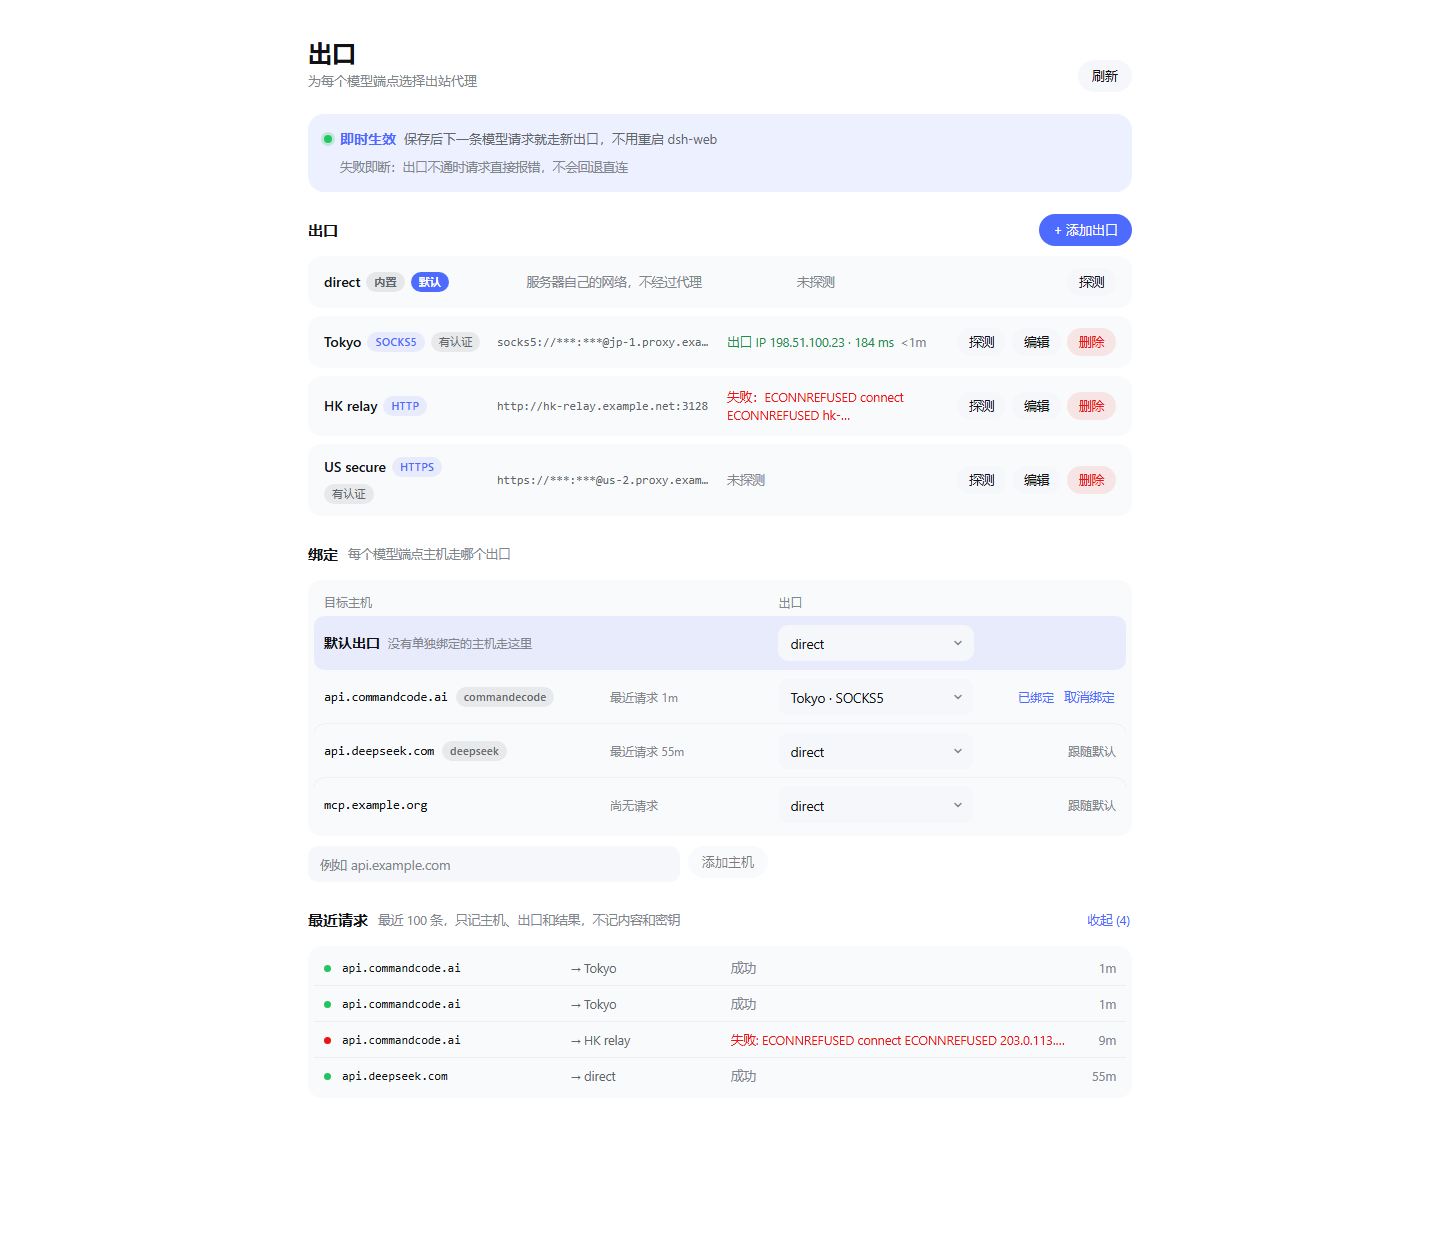 出口
为每个模型端点选择出站代理
刷新
即时生效 保存后下一条模型请求就走新出口，不用重启 dsh-web
失败即断：出口不通时请求直接报错，不会回退直连
出口
+ 添加出口
direct 内置 默认 服务器自己的网络，不经过代理 未探测 探测
Tokyo SOCKS5 有认证 socks5://***:***@jp-1.proxy.exa… 出口 IP 198.51.100.23 · 184 ms <1m 探测 编辑 删除
HK relay HTTP http://hk-relay.example.net:3128 失败：ECONNREFUSED connect
ECONNREFUSED hk-… 探测 编辑 删除
US secure HTTPS
有认证 https://***:***@us-2.proxy.exam… 未探测 探测 编辑 删除
绑定 每个模型端点主机走哪个出口
目标主机 出口
默认出口 没有单独绑定的主机走这里 direct
api.commandcode.ai commandecode 最近请求 1m Tokyo · SOCKS5 已绑定 取消绑定
api.deepseek.com deepseek 最近请求 55m direct 跟随默认
mcp.example.org 尚无请求 direct 跟随默认
例如 api.example.com 添加主机
最近请求 最近 100 条，只记主机、出口和结果，不记内容和密钥 收起 (4)
api.commandcode.ai → Tokyo 成功 1m
api.commandcode.ai → Tokyo 成功 1m
api.commandcode.ai → HK relay 失败: ECONNREFUSED connect ECONNREFUSED 203.0.113.… 9m
api.deepseek.com → direct 成功 55m